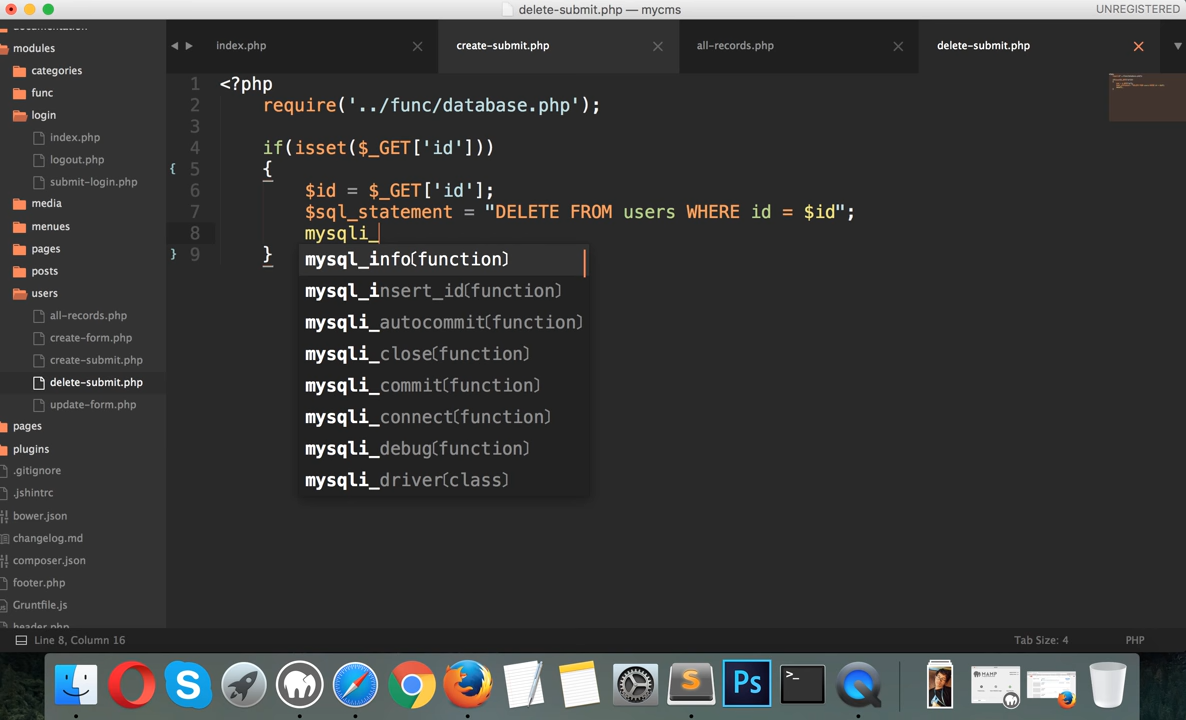 delete-submit.php — mycms
UNREGISTERED
documentation
modules
categories
func
login
index.php
logout.php
submit-login.php
media
menues
pages
posts
users
all-records.php
create-form.php
create-submit.php
delete-submit.php
update-form.php
pages
plugins
.gitignore
.jshintrc
bower.json
changelog.md
composer.json
footer.php
Gruntfile.js
header.php
index.php
create-submit.php
all-records.php
delete-submit.php
1 <?php
2 require('../func/database.php');
3
4 if(isset($_GET['id']))
5 {
6 $id = $_GET['id'];
7 $sql_statement = "DELETE FROM users WHERE id = $id";
8 mysqli_
9 }
mysql_info(function)
mysql_insert_id(function)
mysqli_autocommit(function)
mysqli_close(function)
mysqli_commit(function)
mysqli_connect(function)
mysqli_debug(function)
mysqli_driver(class)
Line 8, Column 16
Tab Size: 4
PHP
S
Ps
>_
MAMP